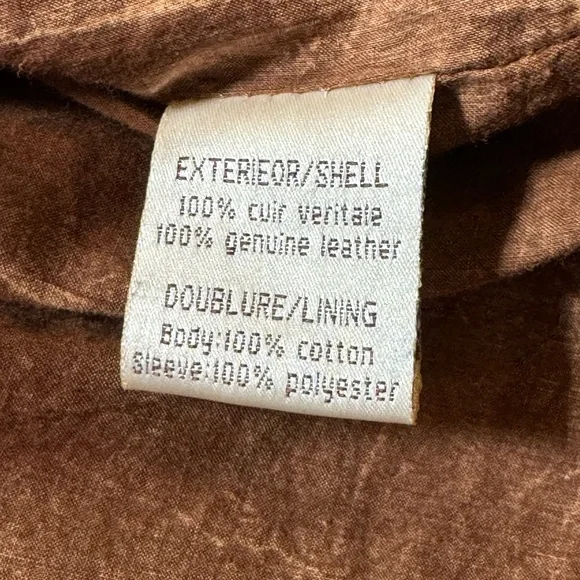 EXTERIEOR/SHELL
100% cuir veritale
100% genuine leather
DOUBLURE/LINING
Body:100% cotton
Sleeve:100% polyester